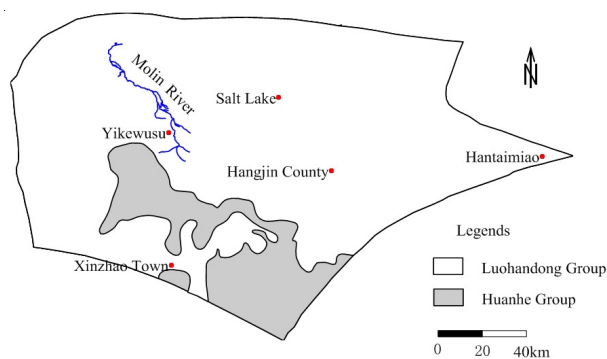 N
Molin River
Salt Lake
Yikewusu
Hantaimiao
Hangjin County
Legends
Xinzhao Town
Luohandong Group
Huanhe Group
0 20 40km